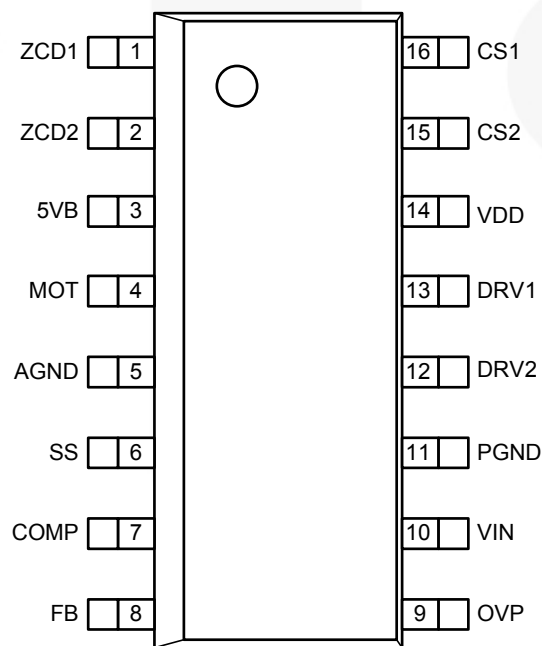 ZCD1 1 16 CS1
ZCD2 2 15 CS2
5VB 3 14 VDD
MOT 4 13 DRV1
AGND 5 12 DRV2
SS 6 11 PGND
COMP 7 10 VIN
FB 8 9 OVP